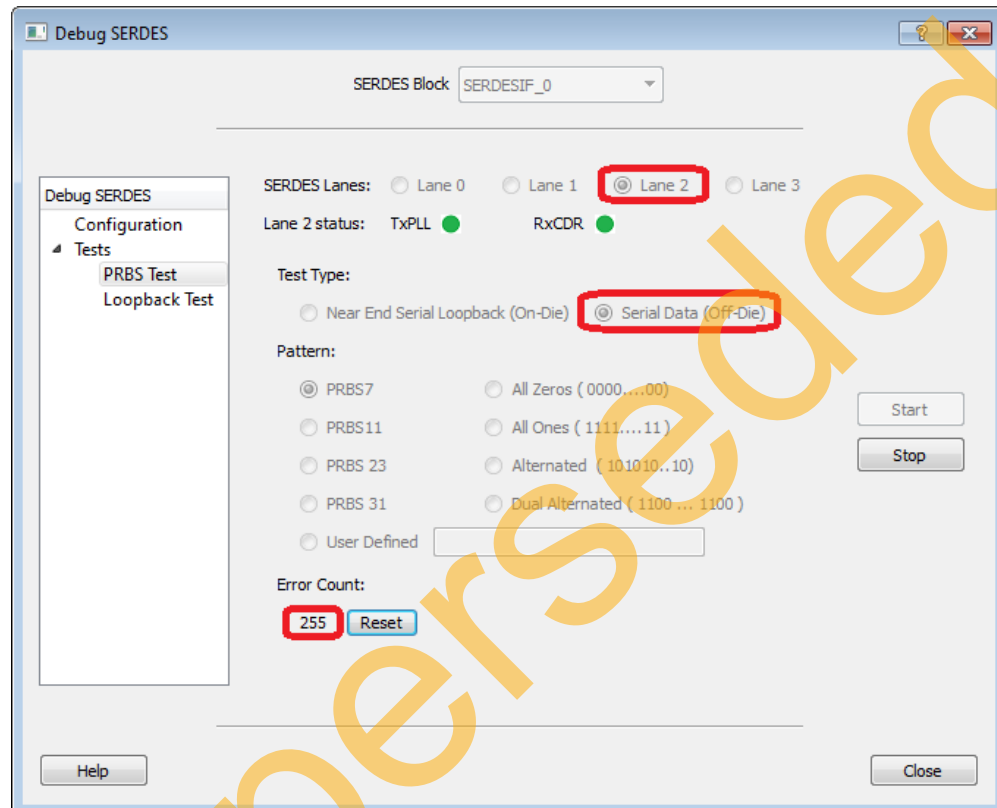 Debug SERDES
SERDES Block SERDESIF_0
Debug SERDES
Configuration
Tests
PRBS Test
Loopback Test
SERDES Lanes: Lane 0 Lane 1 Lane 2 Lane 3
Lane 2 status: TxPLL RxCDR
Test Type:
Near End Serial Loopback (On-Die) Serial Data (Off-Die)
Pattern:
PRBS7 All Zeros ( 0000....00)
PRBS11 All Ones ( 1111....11 )
PRBS 23 Alternated ( 101010..10)
PRBS 31 Dual Alternated ( 1100 ... 1100 )
User Defined
Start
Stop
Error Count:
255 Reset
Help Close
perseded